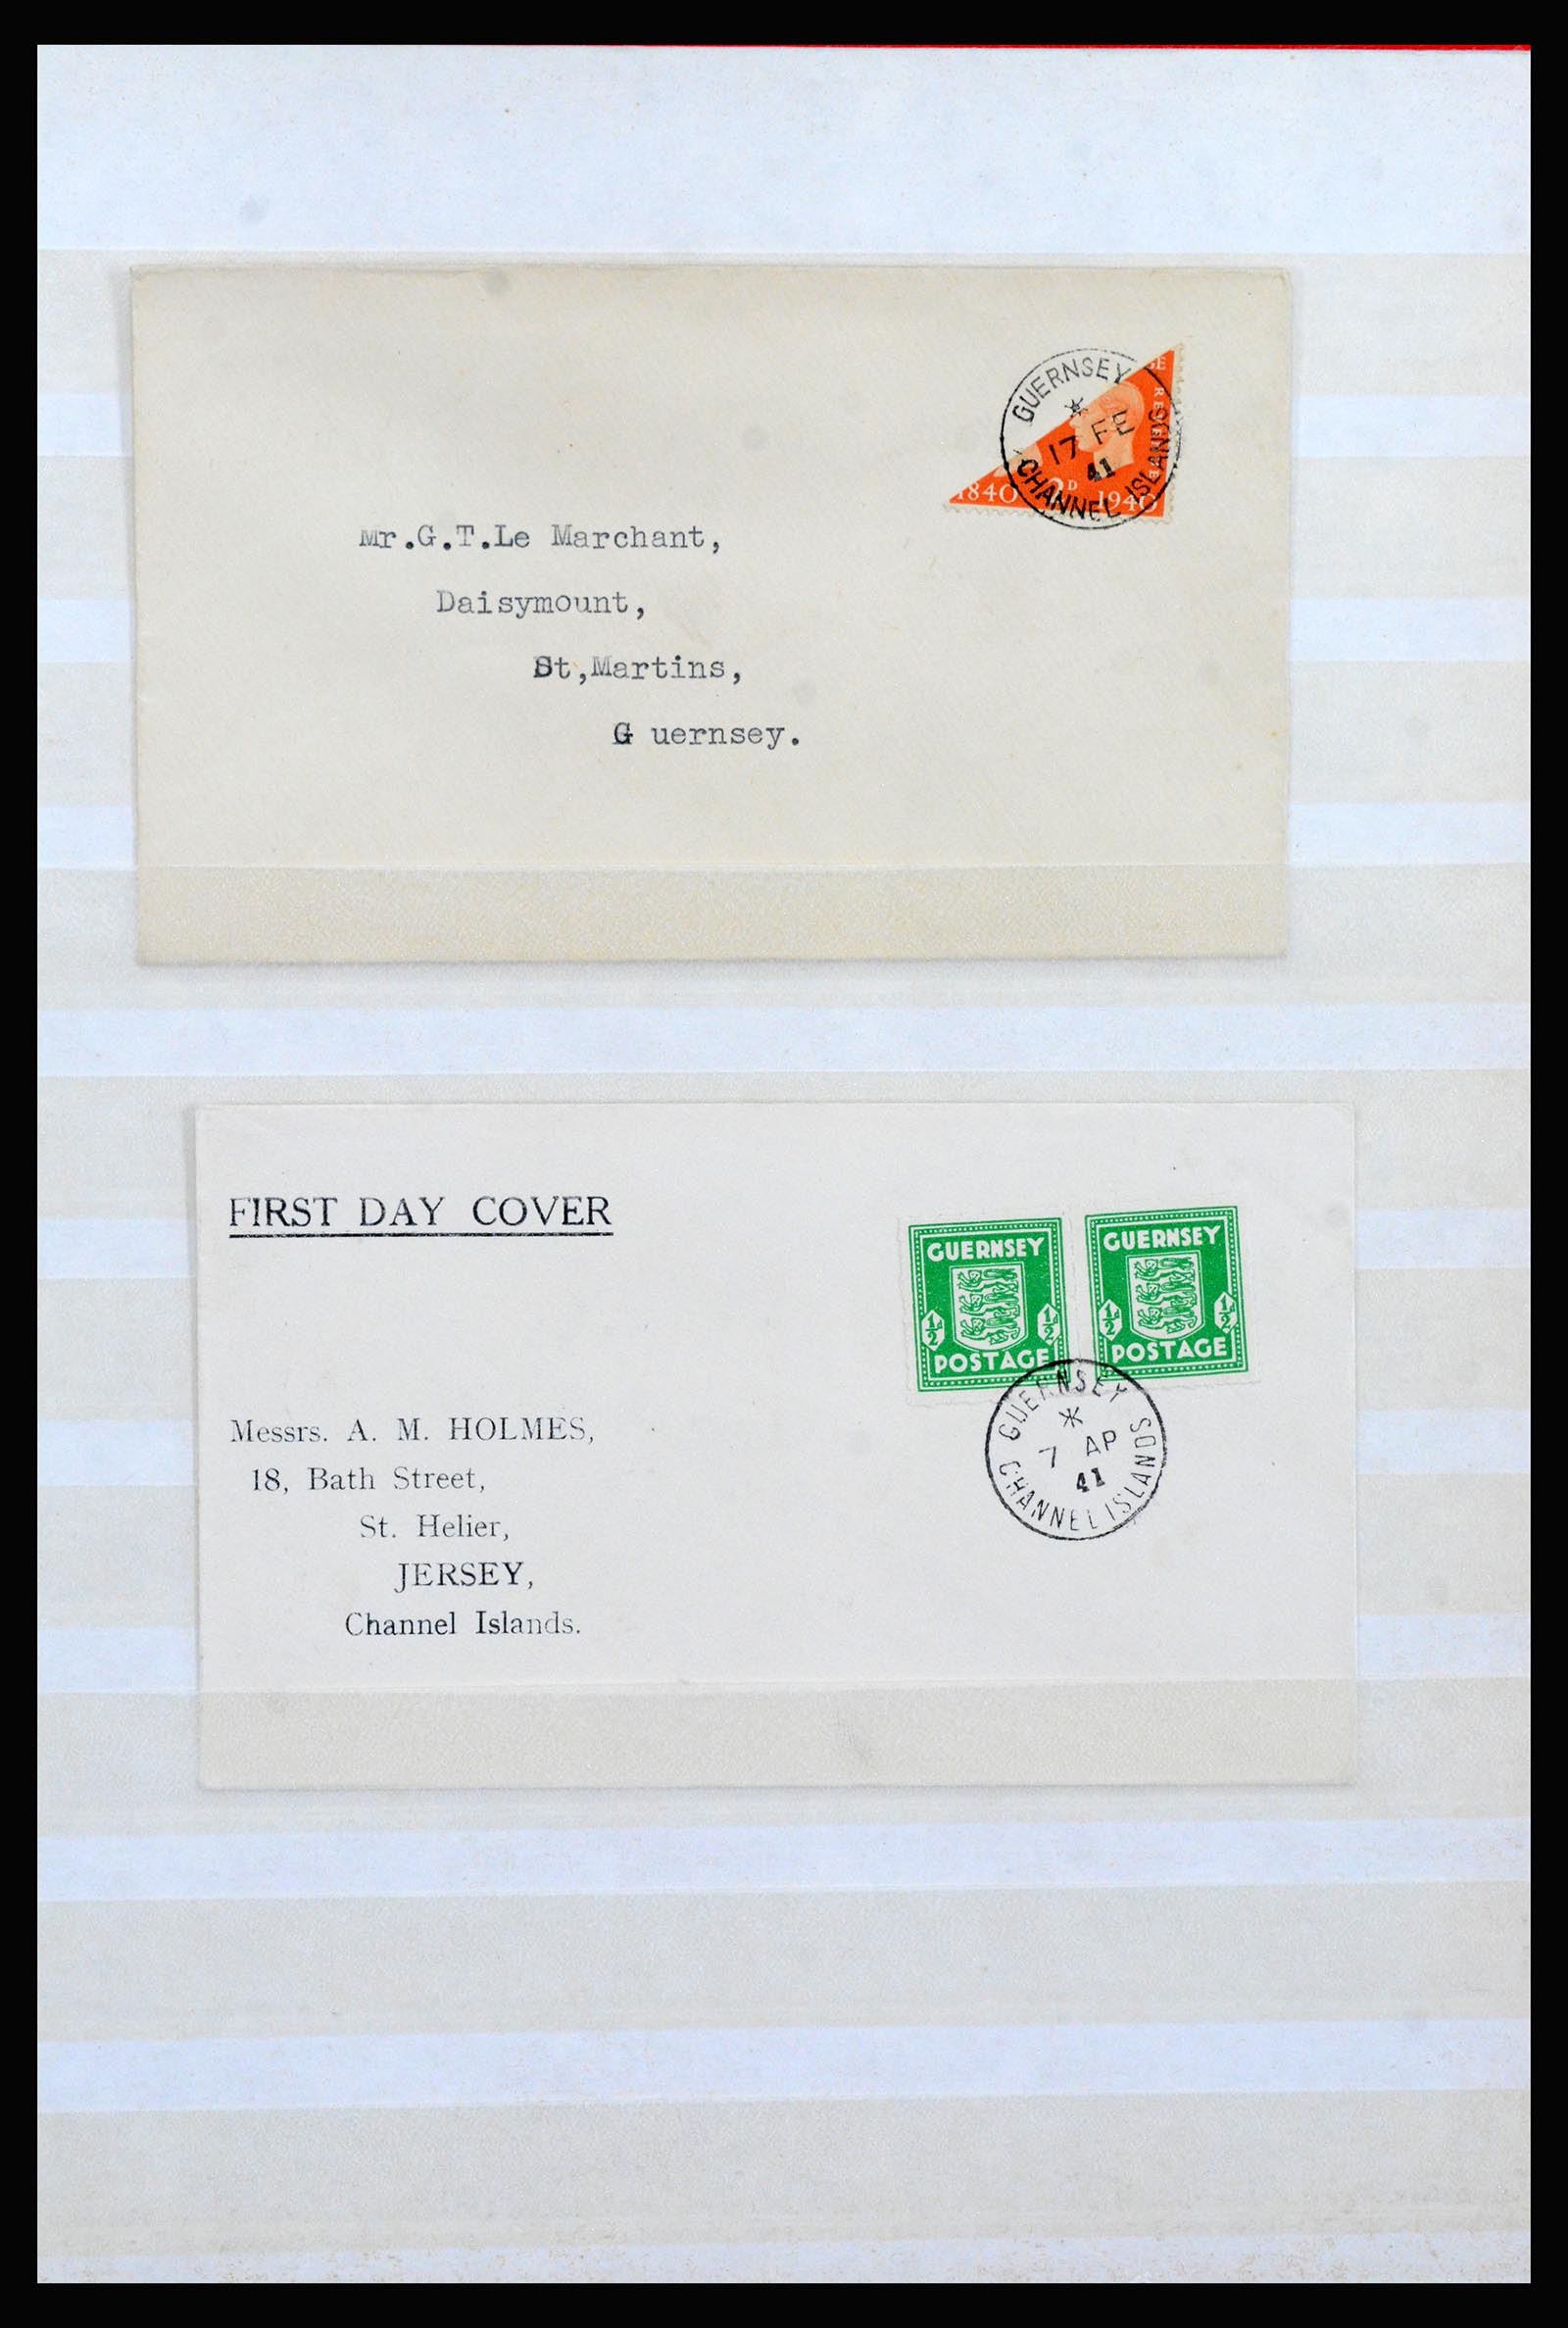 GUERNSEY
17 FE
41
CHANNEL ISLANDS
1840 2D 1940
Mr.G.T.Le Marchant,
Daisymount,
St,Martins,
G uernsey.
FIRST DAY COVER
GUERNSEY
½
½
POSTAGE
GUERNSEY
½
½
POSTAGE
GUERNSEY
7 AP
41
CHANNEL ISLANDS
Messrs. A. M. HOLMES,
18, Bath Street,
St. Helier,
JERSEY,
Channel Islands.